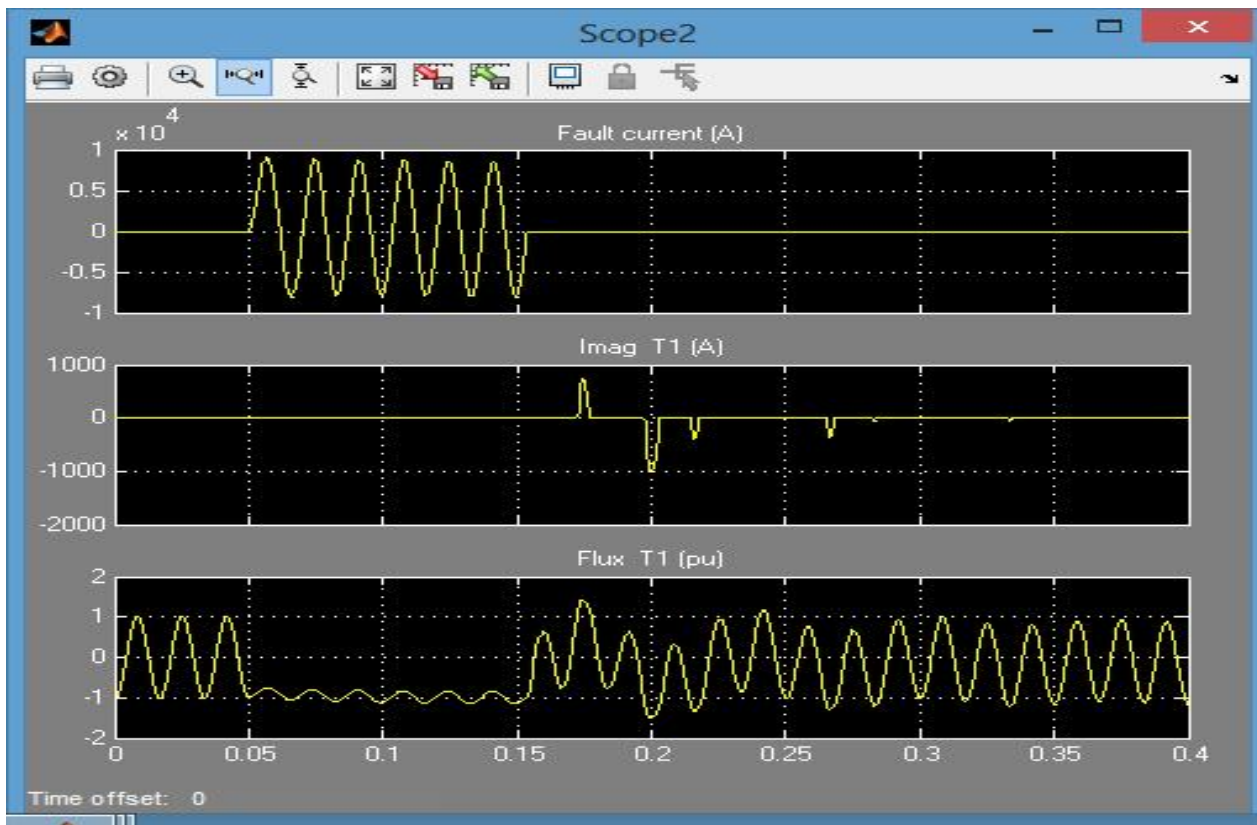 Scope2
x 10^4
Fault current (A)
1
0.5
0
-0.5
-1
Imag T1 (A)
1000
0
-1000
-2000
Flux T1 (pu)
2
1
0
-1
-2
0 0.05 0.1 0.15 0.2 0.25 0.3 0.35 0.4
Time offset: 0